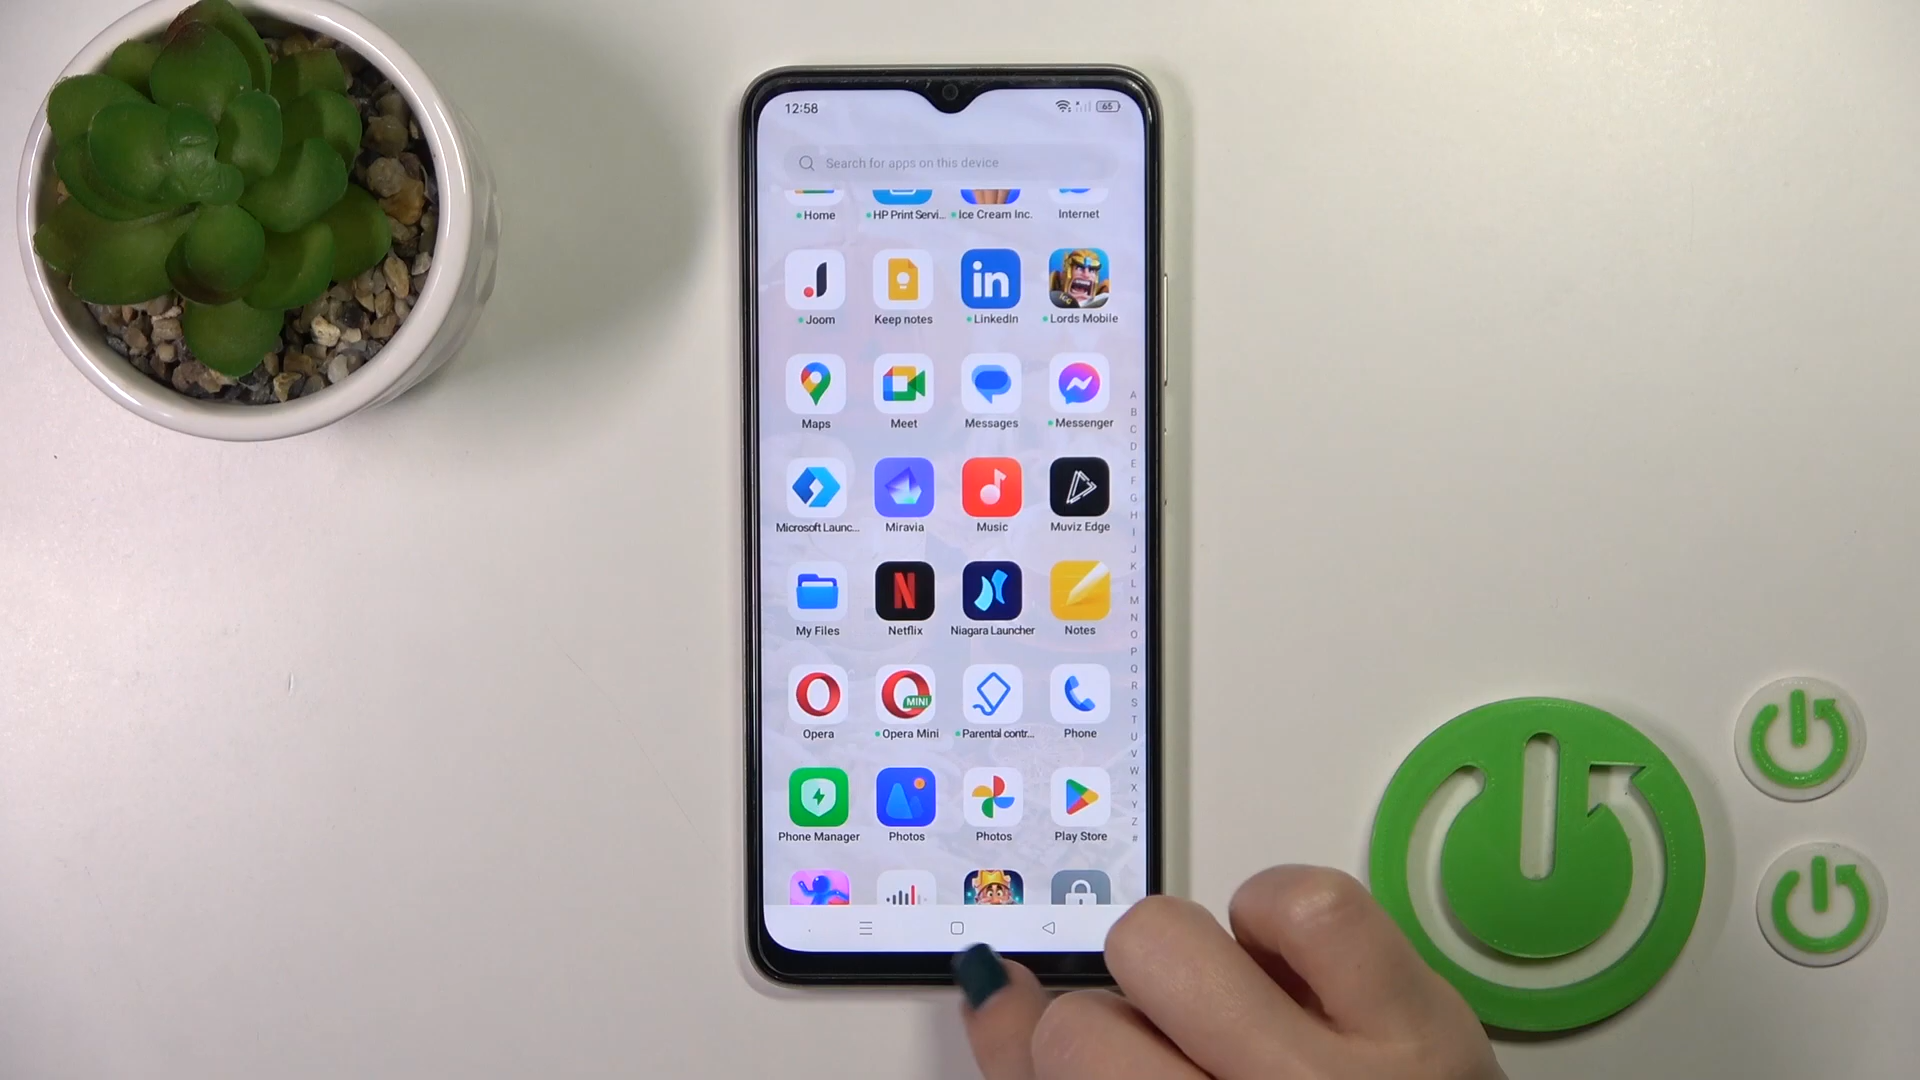 12:58
65
Search for apps on this device
Home HP Print Servi... Ice Cream Inc. Internet
Joom Keep notes LinkedIn Lords Mobile
Maps Meet Messages Messenger
Microsoft Launc... Miravia Music Muviz Edge
My Files Netflix Niagara Launcher Notes
MINI
Opera Opera Mini Parental contr... Phone
Phone Manager Photos Photos Play Store
A
B
C
D
E
F
G
H
I
J
K
L
M
N
O
P
Q
R
S
T
U
V
W
X
Y
Z
#